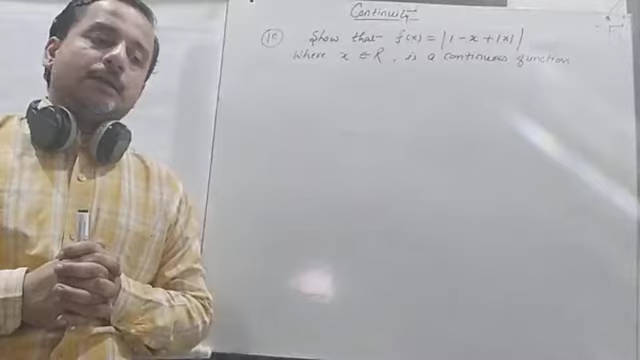 Continuity
(10) Show that f(x) = |1 - x + |x||
where x ∈ R, is a continuous function